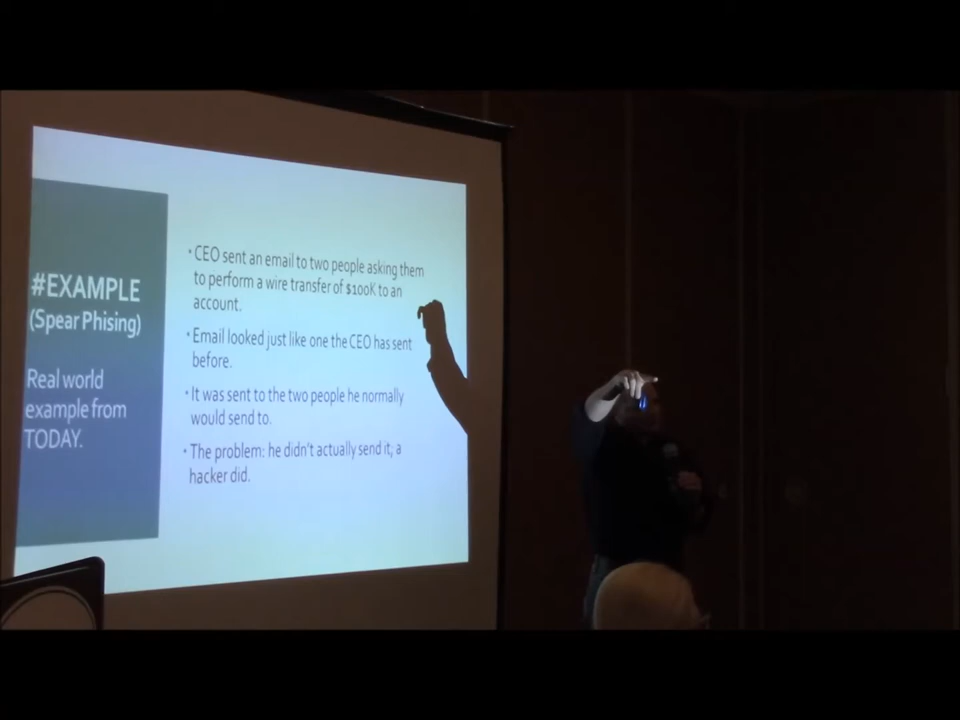 #EXAMPLE
(Spear Phising)
Real world
example from
TODAY.
• CEO sent an email to two people asking them
to perform a wire transfer of $100K to an
account.
• Email looked just like one the CEO has sent
before.
• It was sent to the two people he normally
would send to.
• The problem: he didn't actually send it; a
hacker did.